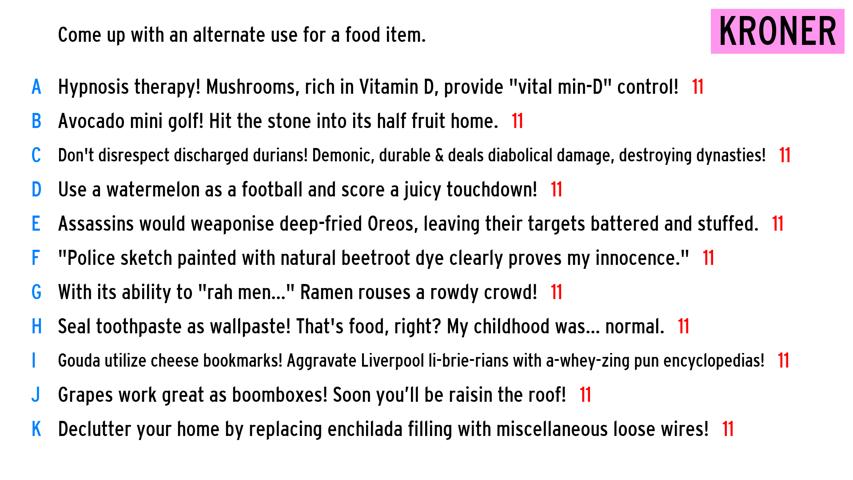 Come up with an alternate use for a food item.
KRONER
A Hypnosis therapy! Mushrooms, rich in Vitamin D, provide "vital min-D" control! 11
B Avocado mini golf! Hit the stone into its half fruit home. 11
C Don't disrespect discharged durians! Demonic, durable & deals diabolical damage, destroying dynasties! 11
D Use a watermelon as a football and score a juicy touchdown! 11
E Assassins would weaponise deep-fried Oreos, leaving their targets battered and stuffed. 11
F "Police sketch painted with natural beetroot dye clearly proves my innocence." 11
G With its ability to "rah men..." Ramen rouses a rowdy crowd! 11
H Seal toothpaste as wallpaste! That's food, right? My childhood was... normal. 11
I Gouda utilize cheese bookmarks! Aggravate Liverpool li-brie-rians with a-whey-zing pun encyclopedias! 11
J Grapes work great as boomboxes! Soon you’ll be raisin the roof! 11
K Declutter your home by replacing enchilada filling with miscellaneous loose wires! 11